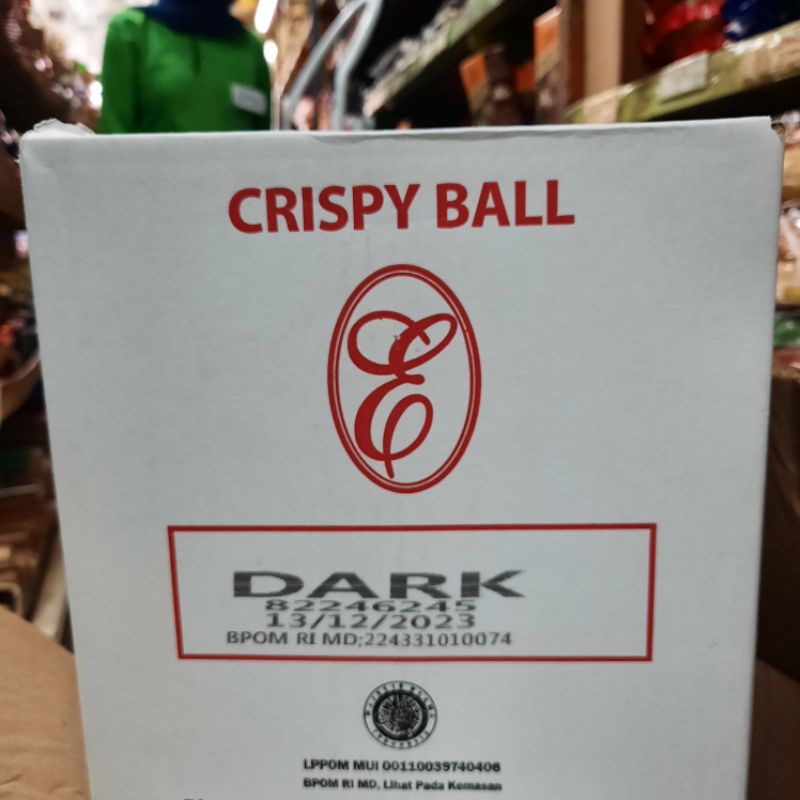 CRISPY BALL
E
DARK
82246245
13/12/2023
BPOM RI MD;224331010074
LPPOM MUI 00110039740406
BPOM RI MD, Lihat Pada Kemasan